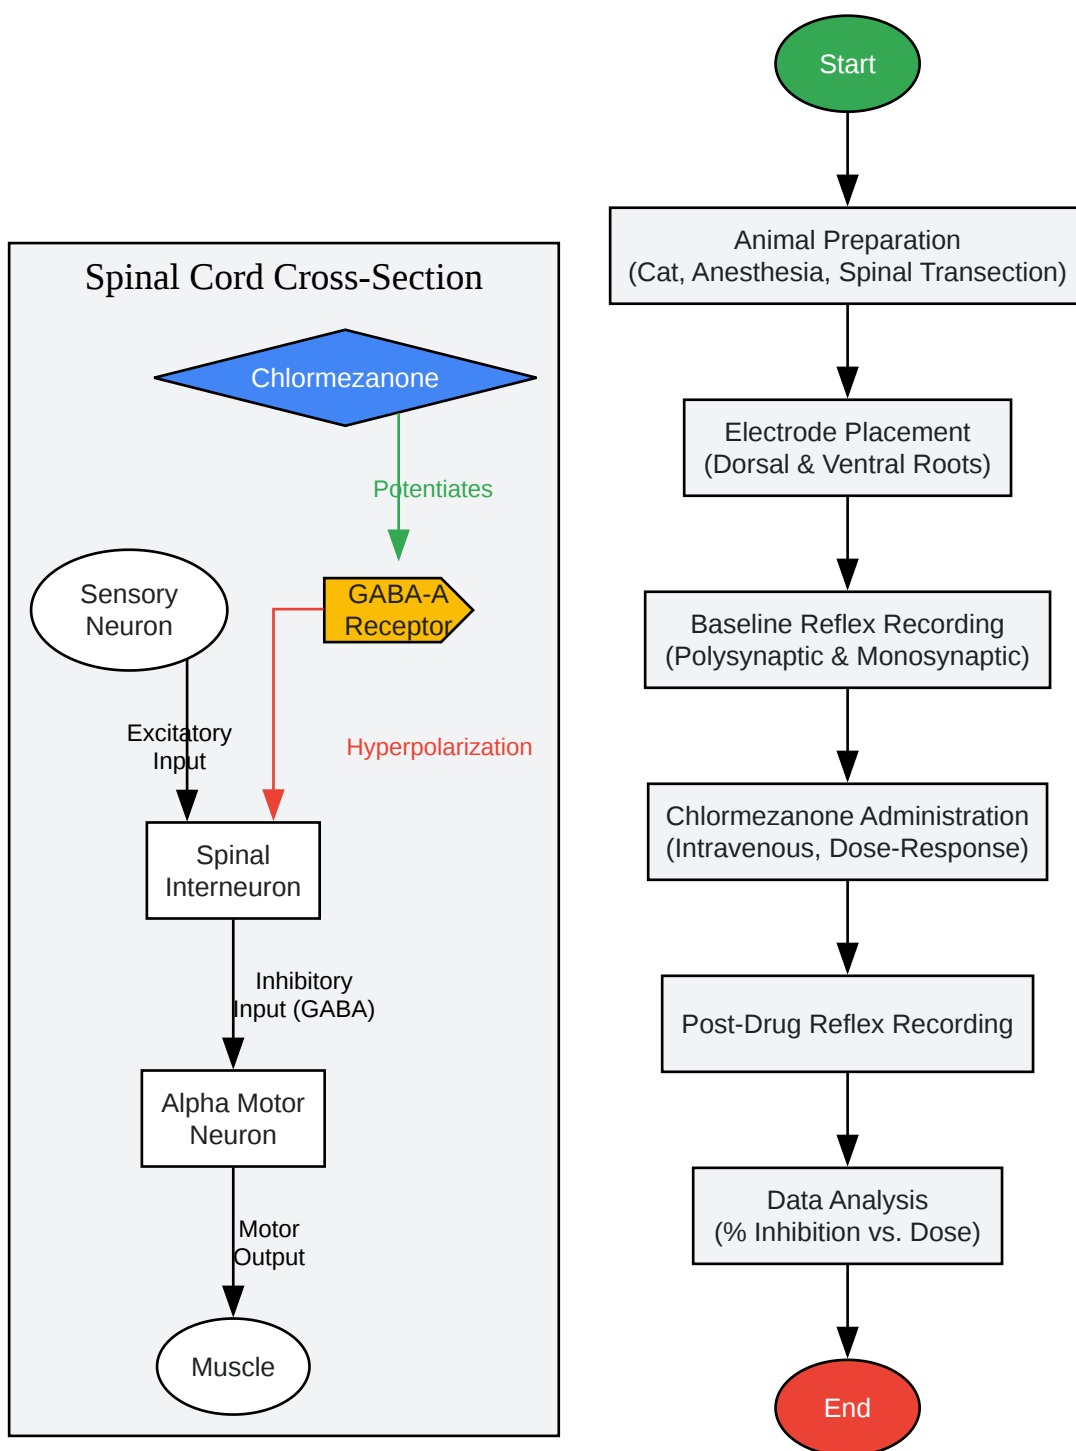 Spinal Cord Cross-Section
Chlormezanone
Potentiates
GABA-A
Receptor
Sensory
Neuron
Excitatory
Input
Hyperpolarization
Spinal
Interneuron
Inhibitory
Input (GABA)
Alpha Motor
Neuron
Motor
Output
Muscle
Start
Animal Preparation
(Cat, Anesthesia, Spinal Transection)
Electrode Placement
(Dorsal & Ventral Roots)
Baseline Reflex Recording
(Polysynaptic & Monosynaptic)
Chlormezanone Administration
(Intravenous, Dose-Response)
Post-Drug Reflex Recording
Data Analysis
(% Inhibition vs. Dose)
End